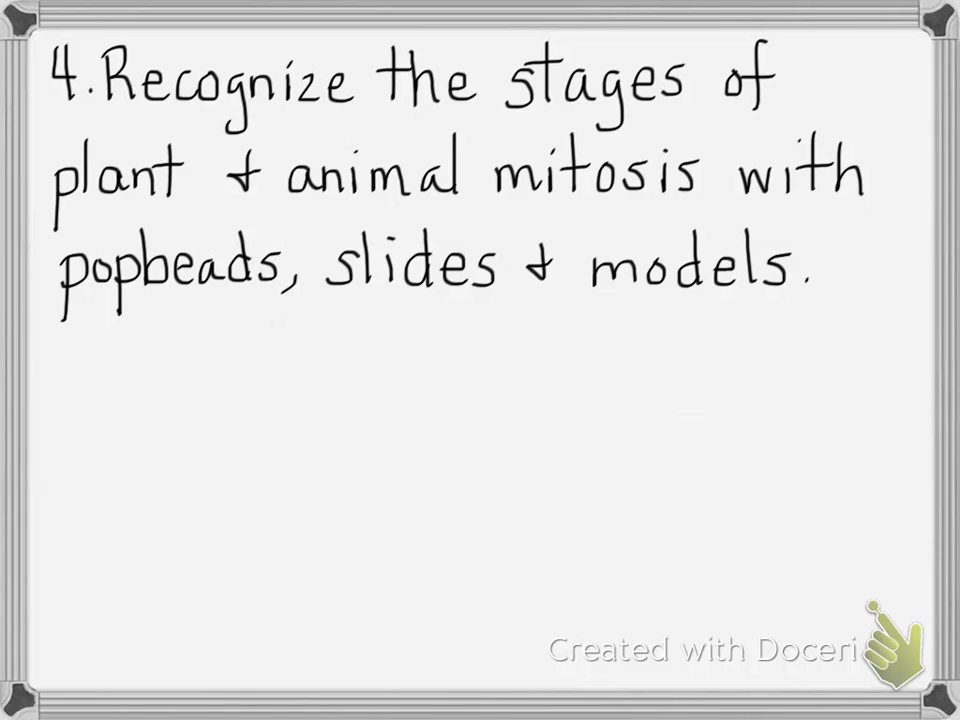 4. Recognize the stages of
plant & animal mitosis with
popbeads, slides & models.
Created with Doceri